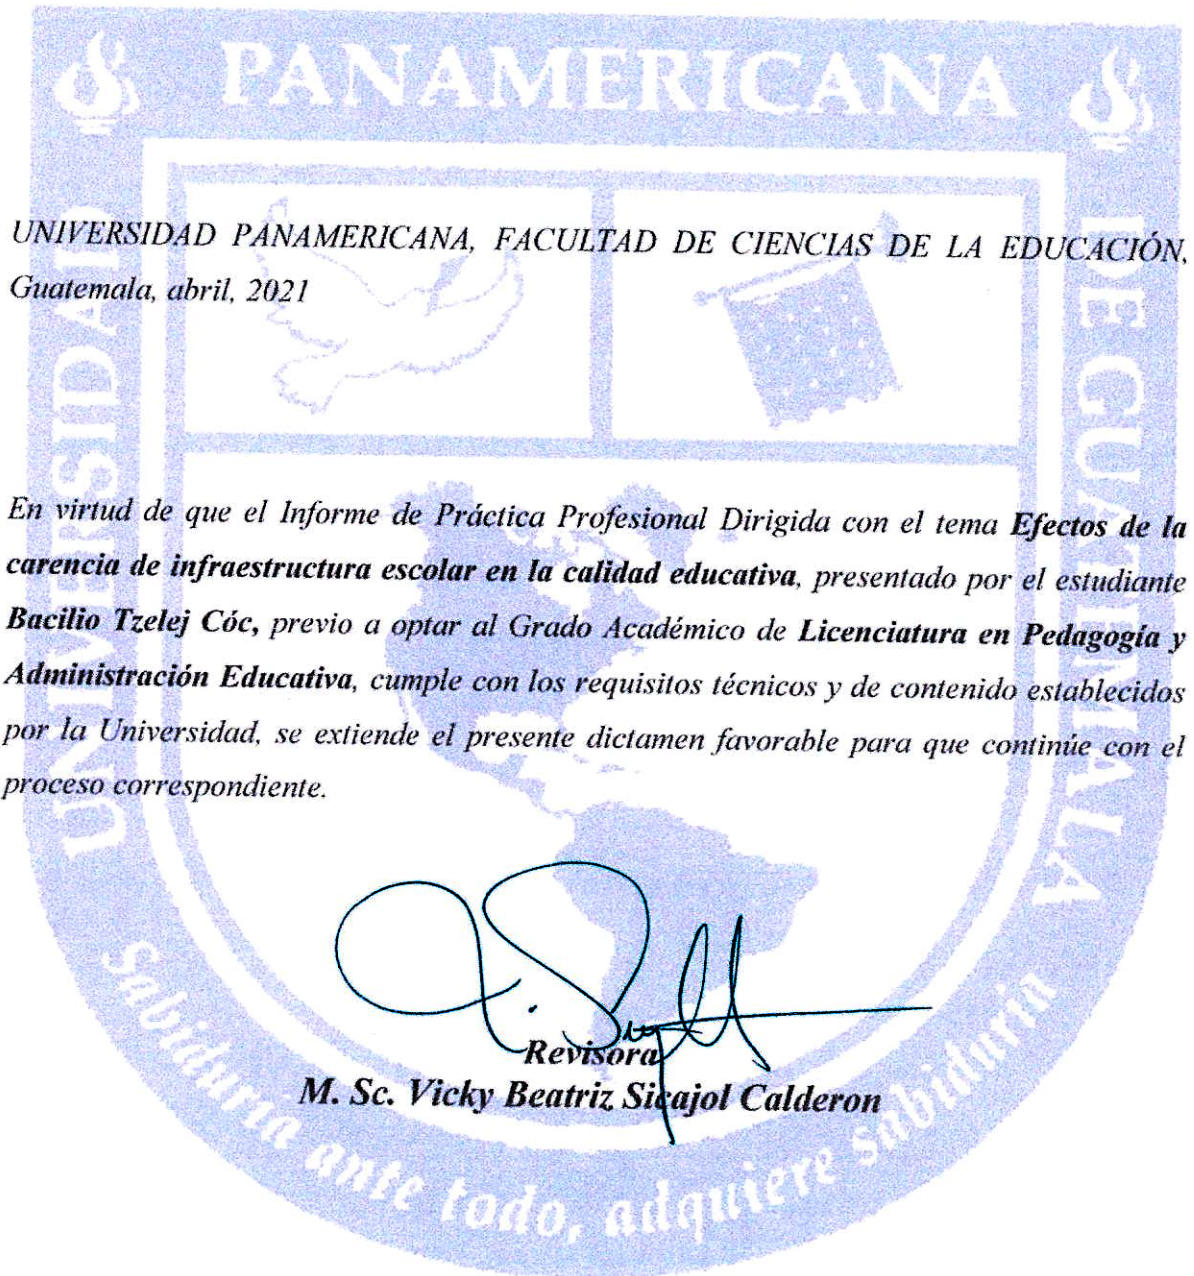 PANAMERICANA
UNIVERSIDAD
DE GUATEMALA
UNIVERSIDAD PANAMERICANA, FACULTAD DE CIENCIAS DE LA EDUCACIÓN,
Guatemala, abril, 2021
En virtud de que el Informe de Práctica Profesional Dirigida con el tema Efectos de la
carencia de infraestructura escolar en la calidad educativa, presentado por el estudiante
Bacilio Tzelej Cóc, previo a optar al Grado Académico de Licenciatura en Pedagogía y
Administración Educativa, cumple con los requisitos técnicos y de contenido establecidos
por la Universidad, se extiende el presente dictamen favorable para que continúe con el
proceso correspondiente.
Revisora
M. Sc. Vicky Beatriz Sicajol Calderon
Sabiduría ante todo, adquiere sabiduría